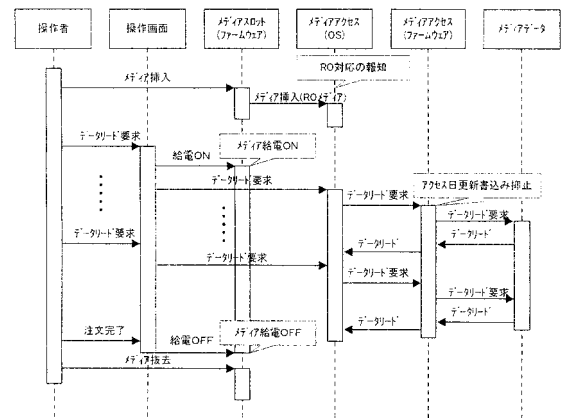 操作者
操作画面
メディアスロット
(ファームウェア)
メディアアクセス
(OS)
メディアアクセス
(ファームウェア)
メディアデータ
RO対応の報知
メディア挿入
メディア挿入(ROメディア)
データリード要求
給電ON
メディア給電ON
データリード要求
データリード要求
アクセス日更新書込み抑止
データリード要求
データリード
データリード
データリード要求
データリード要求
データリード要求
データリード要求
データリード
データリード
注文完了
給電OFF
メディア給電OFF
メディア抜去